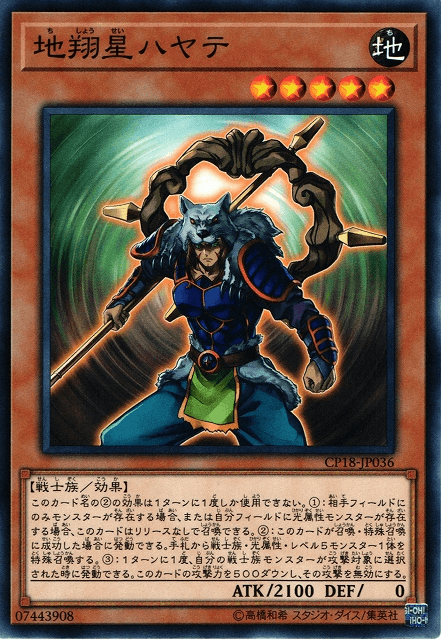 地翔星ハヤテ
地
CP18-JP036
【戦士族／効果】
このカード名の②の効果は1ターンに1度しか使用できない。①：相手フィールドに
のみモンスターが存在する場合、または自分フィールドに光属性モンスターが存在
する場合、このカードはリリースなしで召喚できる。②：このカードが召喚・特殊召喚
に成功した場合に発動できる。手札から戦士族・光属性・レベル5モンスター1体を
特殊召喚する。③：1ターンに1度、自分の戦士族モンスターが攻撃対象に選択
された時に発動できる。このカードの攻撃力を500ダウンし、その攻撃を無効にする。
ATK/2100 DEF/ 0
07443908
©高橋和希 スタジオ・ダイス/集英社